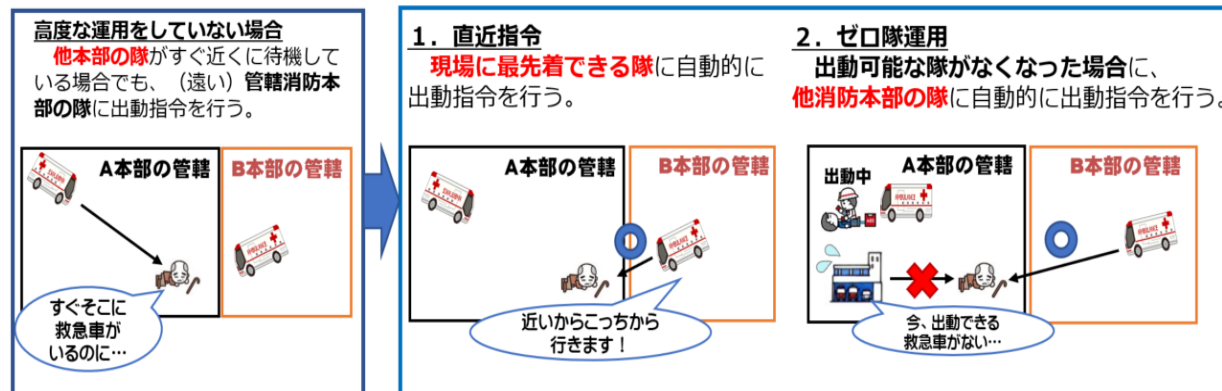 高度な運用をしていない場合
他本部の隊がすぐ近くに待機して
いる場合でも、（遠い）管轄消防本
部の隊に出動指令を行う。
A本部の管轄
B本部の管轄
すぐそこに
救急車が
いるのに…
１．直近指令
現場に最先着できる隊に自動的に
出動指令を行う。
A本部の管轄
B本部の管轄
近いからこっちから
行きます！
２．ゼロ隊運用
出動可能な隊がなくなった場合に、
他消防本部の隊に自動的に出動指令を行う。
A本部の管轄
B本部の管轄
出動中
今、出動できる
救急車がない…